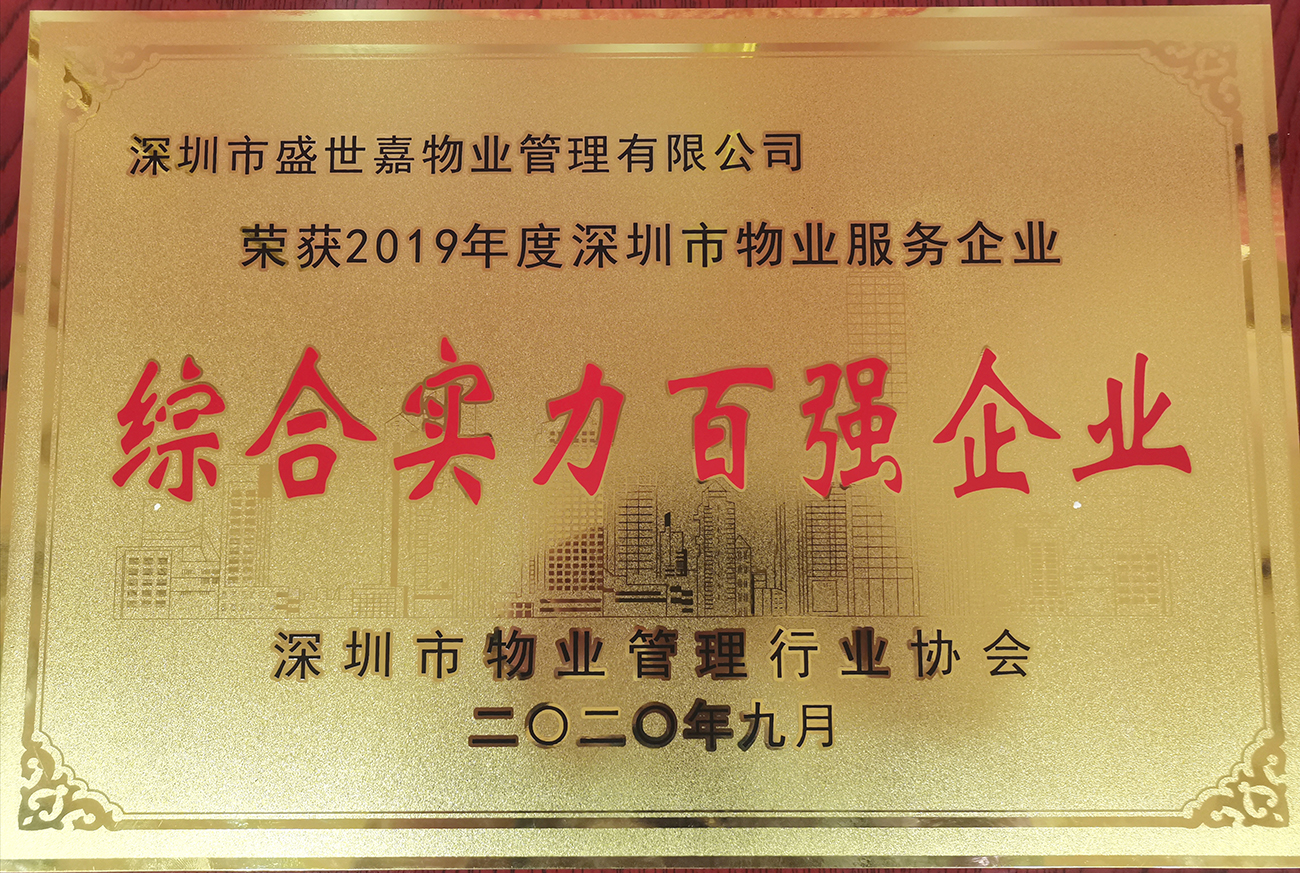 深圳市盛世嘉物业管理有限公司
荣获2019年度深圳市物业服务企业
综合实力百强企业
深圳市物业管理行业协会
二〇二〇年九月